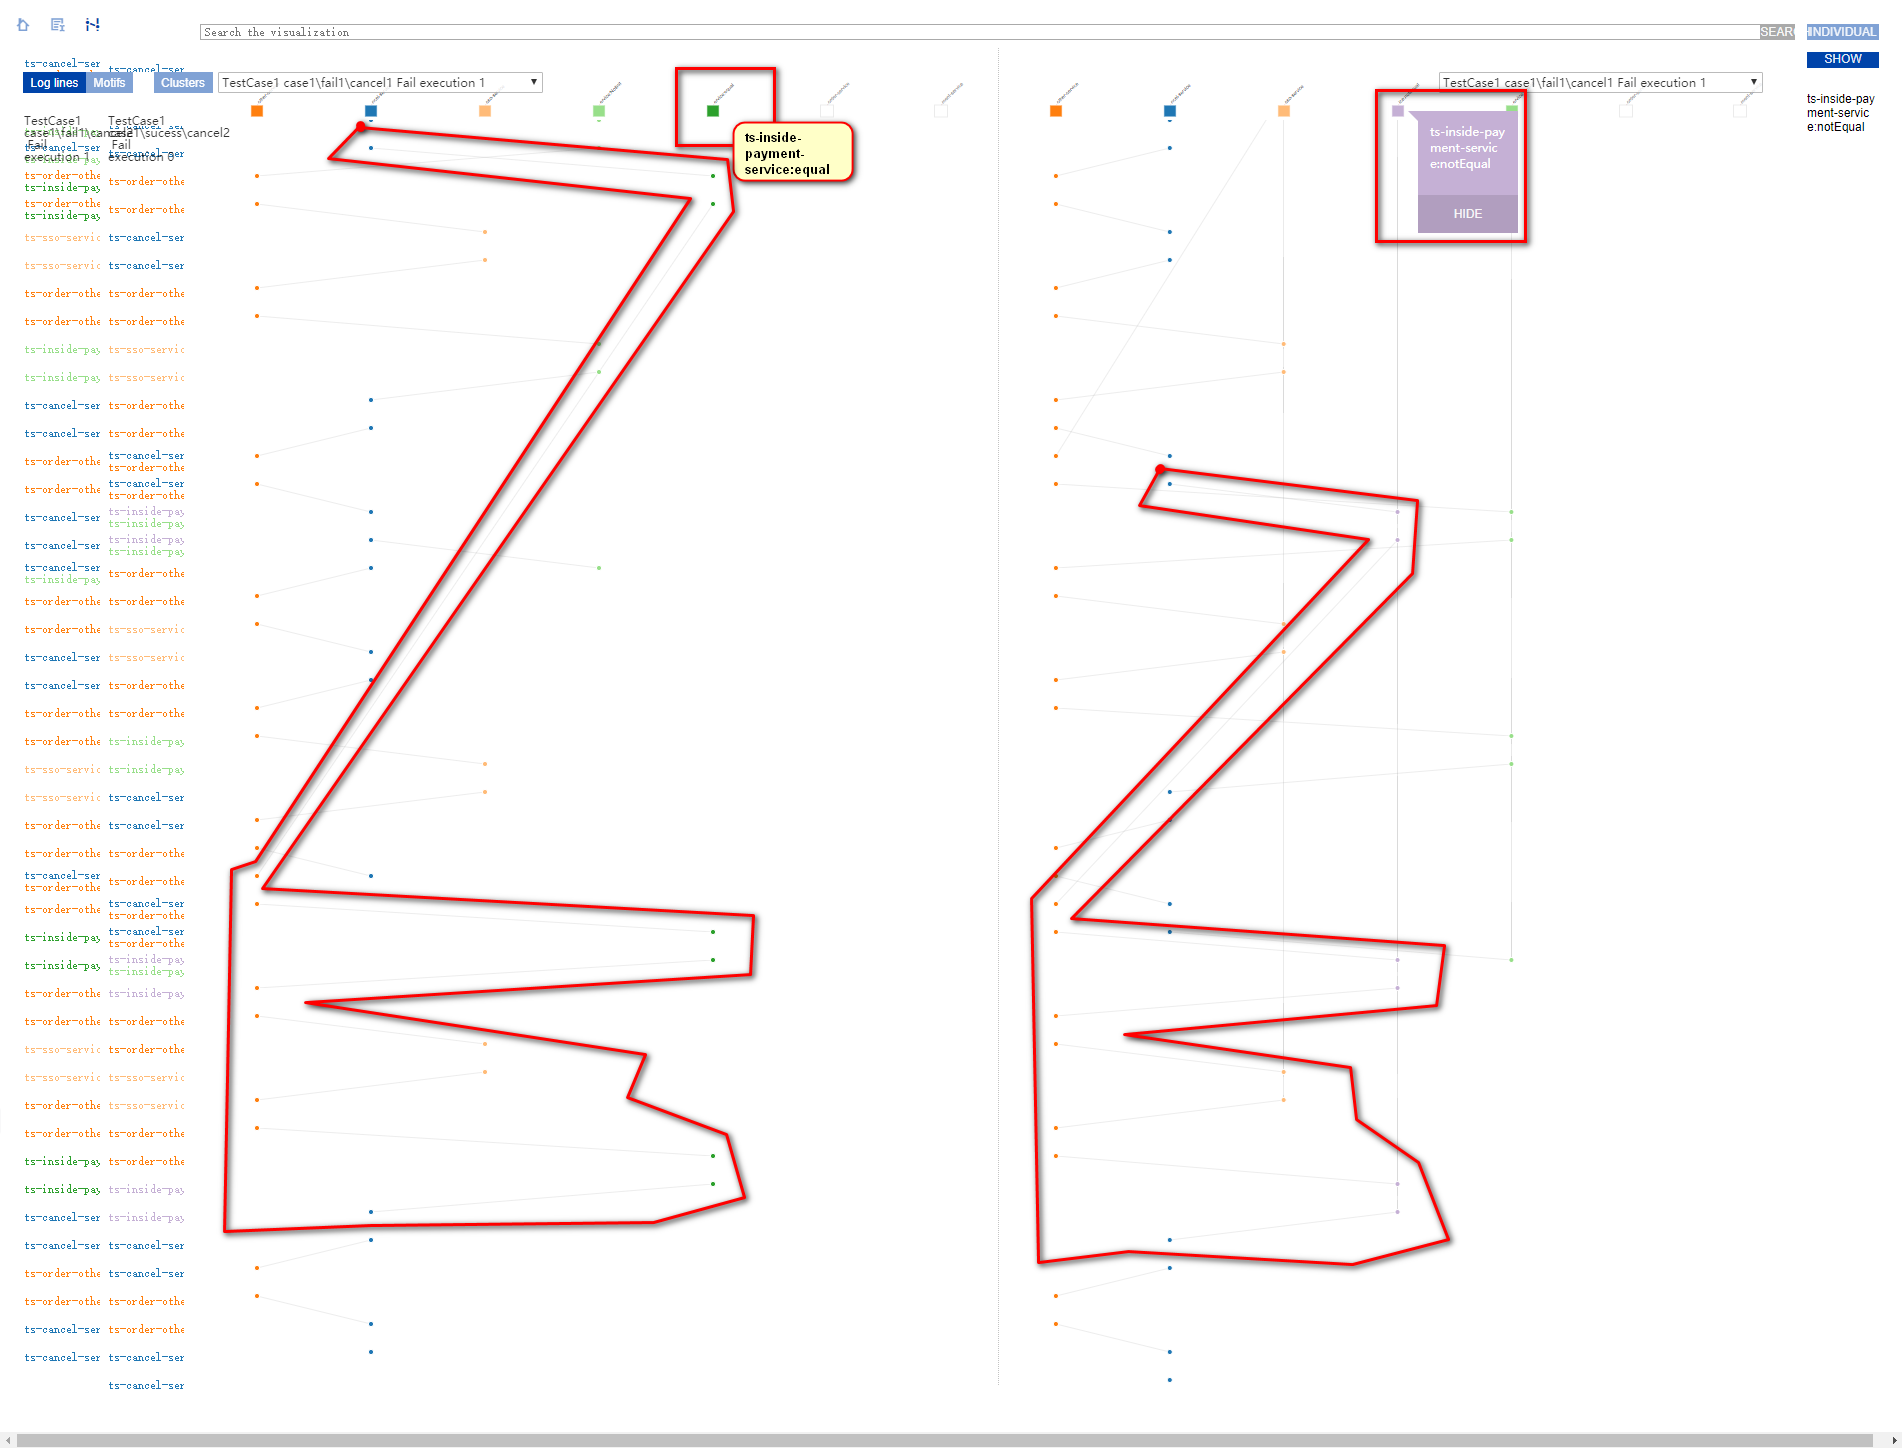 Search the visualization
SEAR
INDIVIDUAL
SHOW
Log lines
Motifs
Clusters
TestCase1 case1\fail1\cancel1 Fail execution 1
TestCase1 case1\fail1\cancel1 Fail execution 1
ts-inside-pay
ment-servic
e:notEqual
ts-inside-
payment-
service:equal
ts-inside-pay
ment-servic
e:notEqual
HIDE
TestCase1
TestCase1
Fail
Fail
execution 1
execution 0
ts-cancel-ser
ts-cancel-ser
ts-order-othe
ts-order-othe
ts-inside-pay
ts-order-othe
ts-order-othe
ts-inside-pay
ts-sso-servic ts-cancel-ser
ts-sso-servic ts-cancel-ser
ts-order-othe ts-order-othe
ts-order-othe ts-order-othe
ts-inside-pay ts-sso-servic
ts-inside-pay ts-sso-servic
ts-cancel-ser ts-order-othe
ts-cancel-ser ts-order-othe
ts-cancel-ser
ts-order-othe ts-order-othe
ts-cancel-ser
ts-order-othe ts-order-othe
ts-inside-pay
ts-cancel-ser ts-inside-pay
ts-inside-pay
ts-cancel-ser ts-inside-pay
ts-cancel-ser
ts-inside-pay ts-order-othe
ts-order-othe ts-order-othe
ts-order-othe ts-sso-servic
ts-cancel-ser ts-sso-servic
ts-cancel-ser ts-order-othe
ts-order-othe ts-order-othe
ts-order-othe ts-inside-pay
ts-sso-servic ts-inside-pay
ts-sso-servic ts-cancel-ser
ts-order-othe ts-cancel-ser
ts-order-othe ts-order-othe
ts-cancel-ser
ts-order-othe ts-order-othe
ts-order-othe ts-cancel-ser
ts-order-othe
ts-inside-pay ts-cancel-ser
ts-order-othe
ts-inside-pay ts-inside-pay
ts-inside-pay
ts-order-othe ts-inside-pay
ts-order-othe ts-order-othe
ts-sso-servic ts-order-othe
ts-sso-servic ts-sso-servic
ts-order-othe ts-sso-servic
ts-order-othe ts-order-othe
ts-inside-pay ts-order-othe
ts-inside-pay ts-inside-pay
ts-cancel-ser ts-inside-pay
ts-cancel-ser ts-cancel-ser
ts-order-othe ts-cancel-ser
ts-order-othe ts-order-othe
ts-cancel-ser ts-order-othe
ts-cancel-ser ts-cancel-ser
ts-cancel-ser